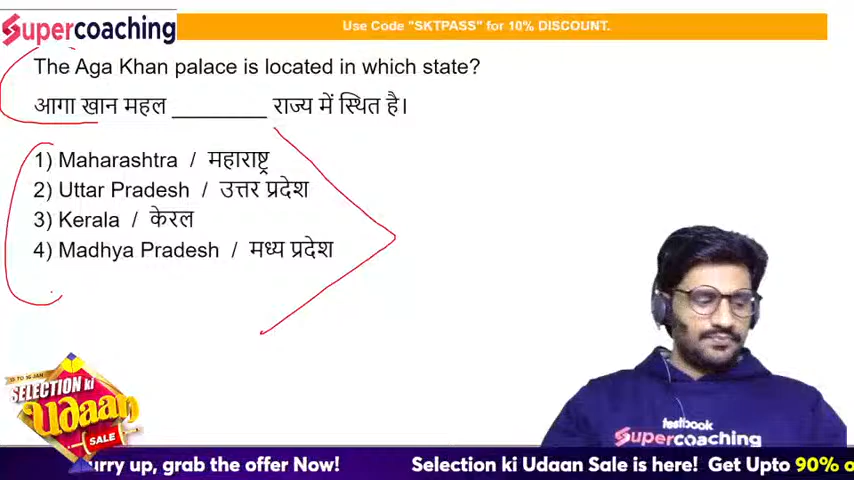 Supercoaching
Use Code "SKTPASS" for 10% DISCOUNT.
The Aga Khan palace is located in which state?
आगा खान महल ________ राज्य में स्थित है।
1) Maharashtra / महाराष्ट्र
2) Uttar Pradesh / उत्तर प्रदेश
3) Kerala / केरल
4) Madhya Pradesh / मध्य प्रदेश
SELECTION ki
Udaan
SALE
testbook
Supercoaching
urry up, grab the offer Now! Selection ki Udaan Sale is here! Get Upto 90% o